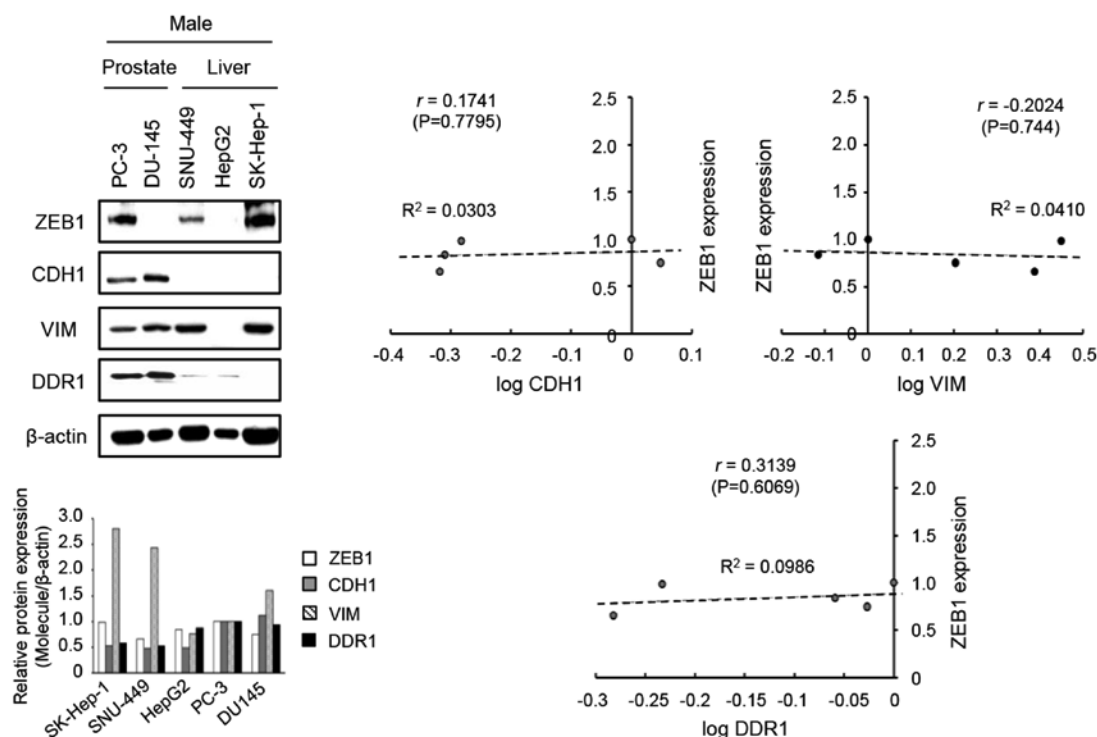 Male
Prostate Liver
PC-3
DU-145
SNU-449
HepG2
SK-Hep-1
ZEB1
CDH1
VIM
DDR1
β-actin
Relative protein expression
(Molecule/β-actin)
3.0
2.5
2.0
1.5
1.0
0.5
0
SK-Hep-1
SNU-449
HepG2
PC-3
DU145
ZEB1
CDH1
VIM
DDR1
r = 0.1741
(P=0.7795)
R² = 0.0303
2.5
2.0
1.5
1.0
0.5
0
ZEB1 expression
-0.4 -0.3 -0.2 -0.1 0 0.1
log CDH1
r = -0.2024
(P=0.744)
R² = 0.0410
ZEB1 expression
2.5
2.0
1.5
1.0
0.5
0
-0.2 -0.1 0 0.1 0.2 0.3 0.4 0.5
log VIM
r = 0.3139
(P=0.6069)
R² = 0.0986
2.5
2.0
1.5
1.0
0.5
0
ZEB1 expression
-0.3 -0.25 -0.2 -0.15 -0.1 -0.05 0
log DDR1